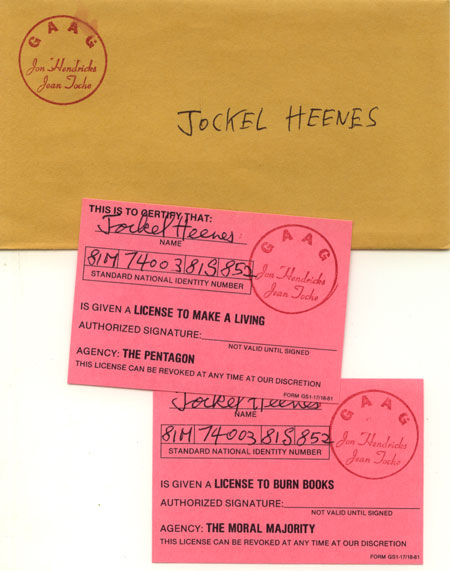 GAAG
Jon Hendricks
Jean Toche
JOCKEL HEENES
THIS IS TO CERTIFY THAT:
Jockel Heenes
NAME
81M 74003 81S 852
STANDARD NATIONAL IDENTITY NUMBER
GAAG
Jon Hendricks
Jean Toche
IS GIVEN A LICENSE TO MAKE A LIVING
AUTHORIZED SIGNATURE:
NOT VALID UNTIL SIGNED
AGENCY: THE PENTAGON
THIS LICENSE CAN BE REVOKED AT ANY TIME AT OUR DISCRETION
FORM GS1-17/18-81
Jockel Heenes
NAME
81M 74003 81S 852
STANDARD NATIONAL IDENTITY NUMBER
GAAG
Jon Hendricks
Jean Toche
IS GIVEN A LICENSE TO BURN BOOKS
AUTHORIZED SIGNATURE:
NOT VALID UNTIL SIGNED
AGENCY: THE MORAL MAJORITY
THIS LICENSE CAN BE REVOKED AT ANY TIME AT OUR DISCRETION
FORM GS1-17/18-81